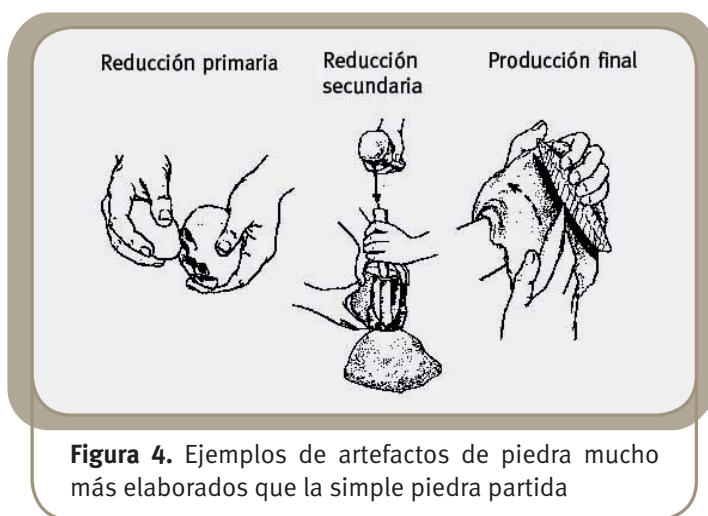 Reducción primaria
Reducción
secundaria
Producción final
Figura 4. Ejemplos de artefactos de piedra mucho
más elaborados que la simple piedra partida